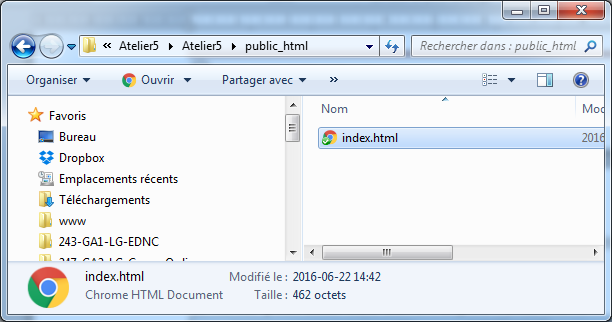 « Atelier5 Atelier5 public_html Rechercher dans : public_html
Organiser Ouvrir Partager avec »
Favoris
Bureau
Dropbox
Emplacements récents
Téléchargements
www
243-GA1-LG-EDNC
Nom Mod
index.html 2016
index.html Modifié le : 2016-06-22 14:42
Chrome HTML Document Taille : 462 octets